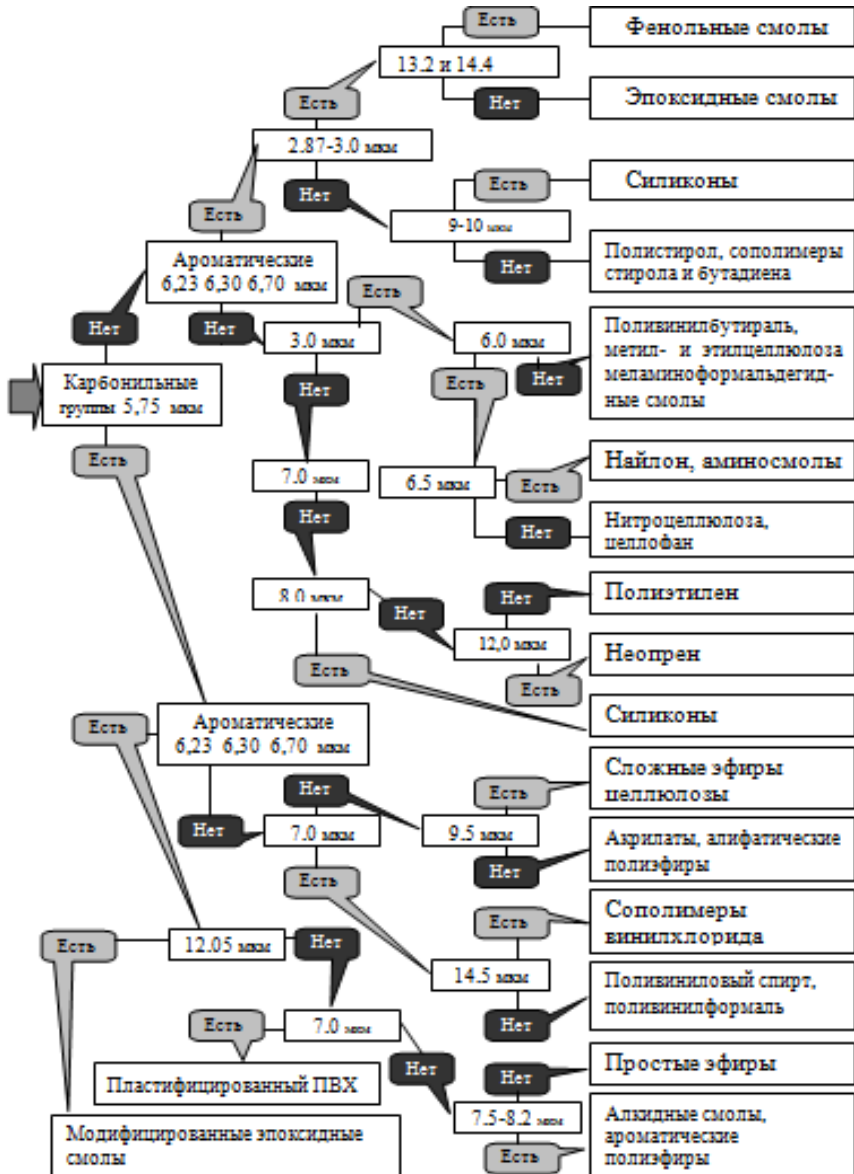 Есть
Фенольные смолы
13.2 и 14.4
Есть
Нет
Эпоксидные смолы
2.87-3.0 мкм
Есть
Силиконы
Нет
Есть
9-10 мкм
Ароматические
6,23 6,30 6,70 мкм
Нет
Полистирол, сополимеры
стирола и бутадиена
Есть
Нет
Нет
3.0 мкм
6.0 мкм
Поливинилбутираль,
метил- и этилцеллюлоза
меламиноформальдегид-
ные смолы
Нет
Карбонильные
группы 5,75 мкм
Нет
Есть
Есть
Найлон, аминосмолы
7.0 мкм
6.5 мкм
Есть
Нет
Нет
Нитроцеллюлоза,
целлофан
8.0 мкм
Нет
Нет
Полиэтилен
12,0 мкм
Неопрен
Есть
Есть
Силиконы
Есть
Ароматические
6,23 6,30 6,70 мкм
Сложные эфиры
целлюлозы
Нет
Есть
Нет
7.0 мкм
9.5 мкм
Акрилаты, алифатические
полиэфиры
Нет
Есть
Есть
Сополимеры
винилхлорида
Есть
12.05 мкм
Нет
14.5 мкм
Поливиниловый спирт,
поливинилформаль
Есть
7.0 мкм
Нет
Нет
Нет
Простые эфиры
Пластифицированный ПВХ
7.5-8.2 мкм
Алкидные смолы,
ароматические
полиэфиры
Модифицированные эпоксидные
смолы
Есть